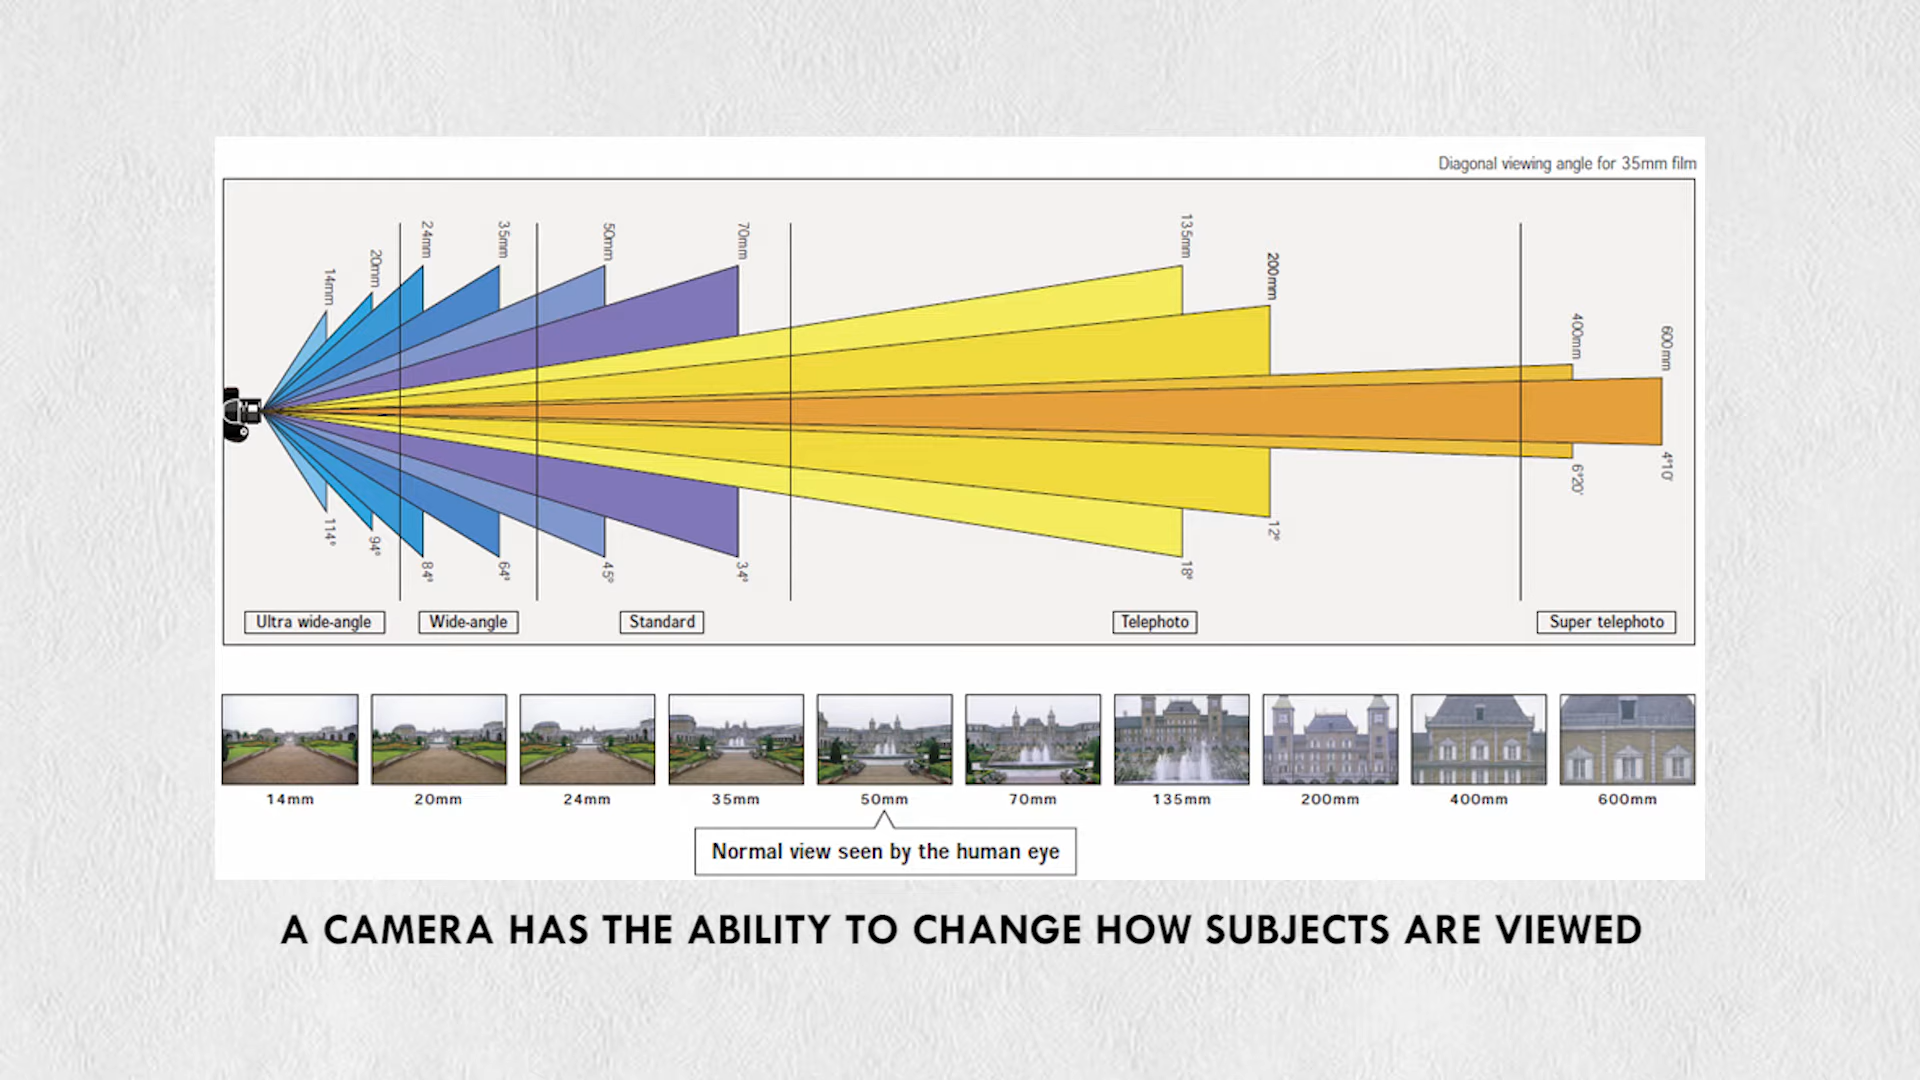 Diagonal viewing angle for 35mm film
14mm
20mm
24mm
35mm
50mm
70mm
135mm
200mm
400mm
600mm
114°
94°
84°
64°
45°
34°
18°
12°
6°20'
4°10'
Ultra wide-angle
Wide-angle
Standard
Telephoto
Super telephoto
14mm
20mm
24mm
35mm
50mm
70mm
135mm
200mm
400mm
600mm
Normal view seen by the human eye
A CAMERA HAS THE ABILITY TO CHANGE HOW SUBJECTS ARE VIEWED